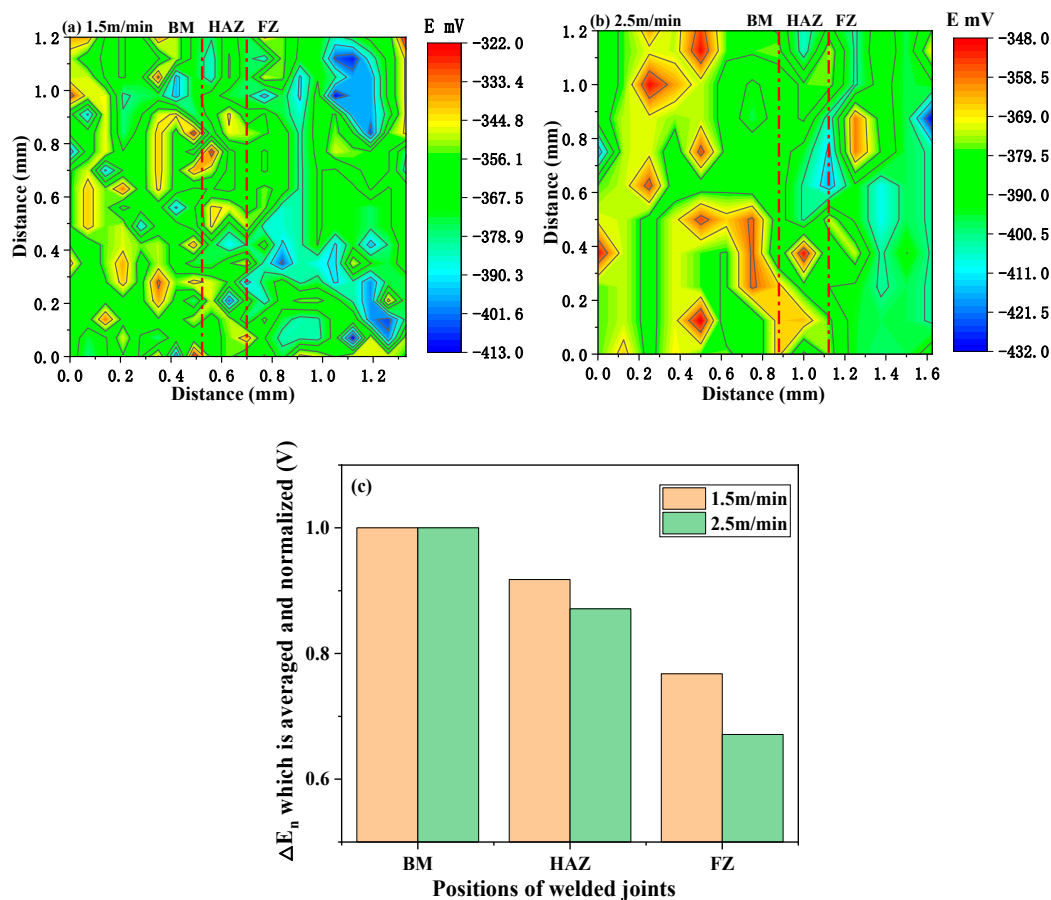 (a) 1.5m/min BM HAZ FZ
E mV
Distance (mm)
1.2
1.0
0.8
0.6
0.4
0.2
0.0
0.0 0.2 0.4 0.6 0.8 1.0 1.2
Distance (mm)
−322.0
−333.4
−344.8
−356.1
−367.5
−378.9
−390.3
−401.6
−413.0
(b) 2.5m/min BM HAZ FZ
E mV
Distance (mm)
1.2
1.0
0.8
0.6
0.4
0.2
0.0
0.0 0.2 0.4 0.6 0.8 1.0 1.2 1.4 1.6
Distance (mm)
−348.0
−358.5
−369.0
−379.5
−390.0
−400.5
−411.0
−421.5
−432.0
(c)
1.5m/min
2.5m/min
△E_n which is averaged and normalized (V)
1.0
0.8
0.6
BM HAZ FZ
Positions of welded joints